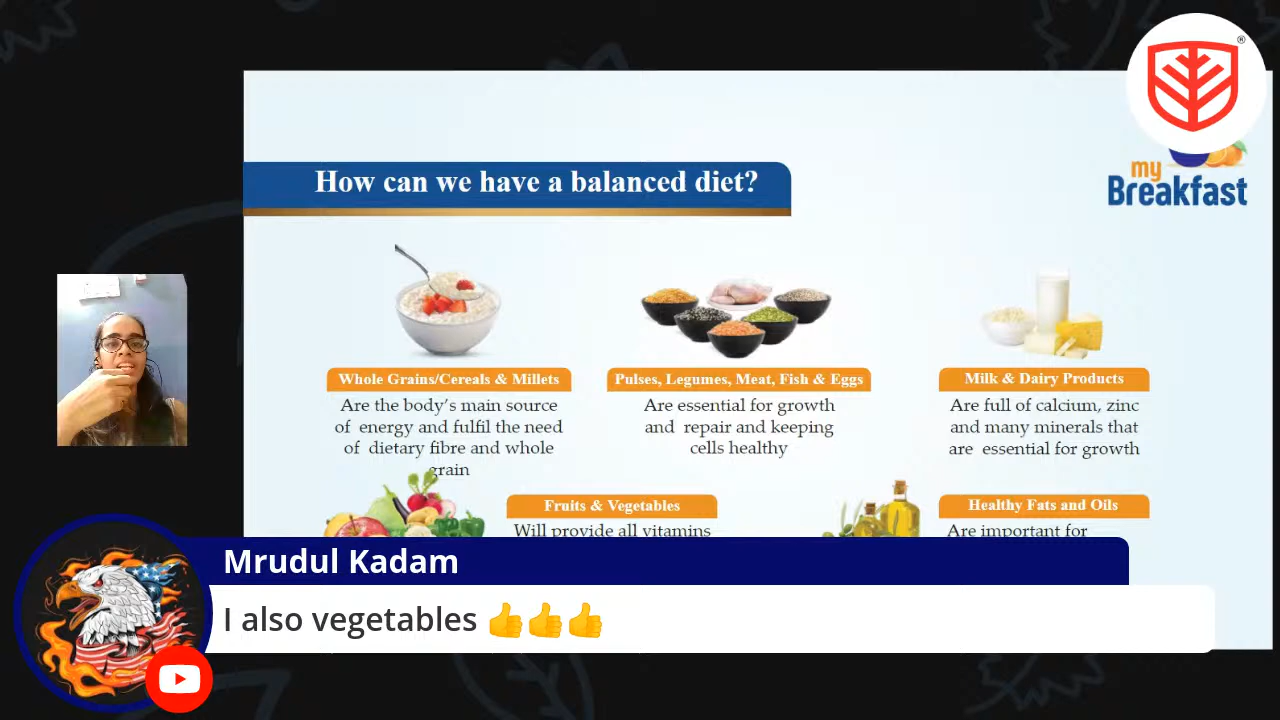 ®
my
Breakfast
How can we have a balanced diet?
Whole Grains/Cereals & Millets
Are the body's main source
of energy and fulfil the need
of dietary fibre and whole
grain
Pulses, Legumes, Meat, Fish & Eggs
Are essential for growth
and repair and keeping
cells healthy
Milk & Dairy Products
Are full of calcium, zinc
and many minerals that
are essential for growth
Fruits & Vegetables
Will provide all vitamins
Healthy Fats and Oils
Are important for
Mrudul Kadam
I also vegetables 👍👍👍